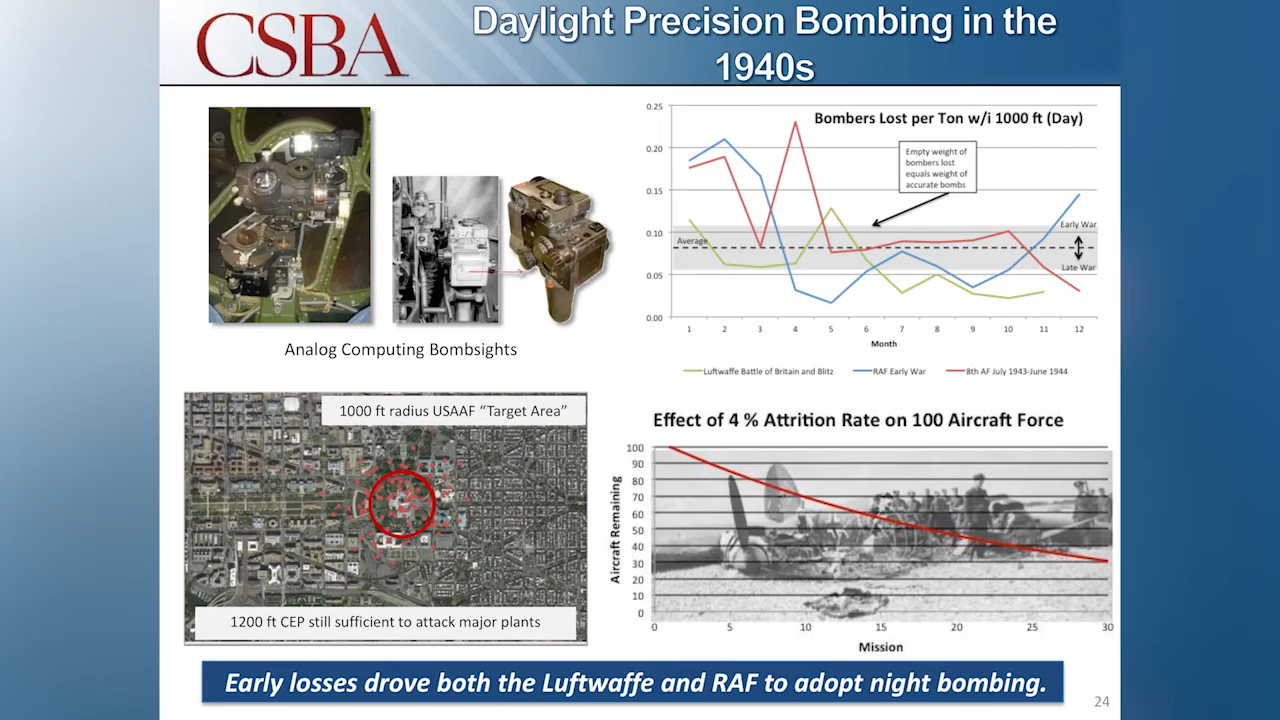 CSBA
Daylight Precision Bombing in the
1940s
Analog Computing Bombsights
Bombers Lost per Ton w/i 1000 ft (Day)
0.25
0.20
0.15
0.10
0.05
0.00
Empty weight of
bombers lost
equals weight of
accurate bombs
Average
Early War
Late War
1 2 3 4 5 6 7 8 9 10 11 12
Month
Luftwaffe Battle of Britain and Blitz RAF Early War 8th AF July 1943-June 1944
1000 ft radius USAAF “Target Area”
1200 ft CEP still sufficient to attack major plants
Effect of 4 % Attrition Rate on 100 Aircraft Force
Aircraft Remaining
100
90
80
70
60
50
40
30
20
10
0
0 5 10 15 20 25 30
Mission
Early losses drove both the Luftwaffe and RAF to adopt night bombing.
24